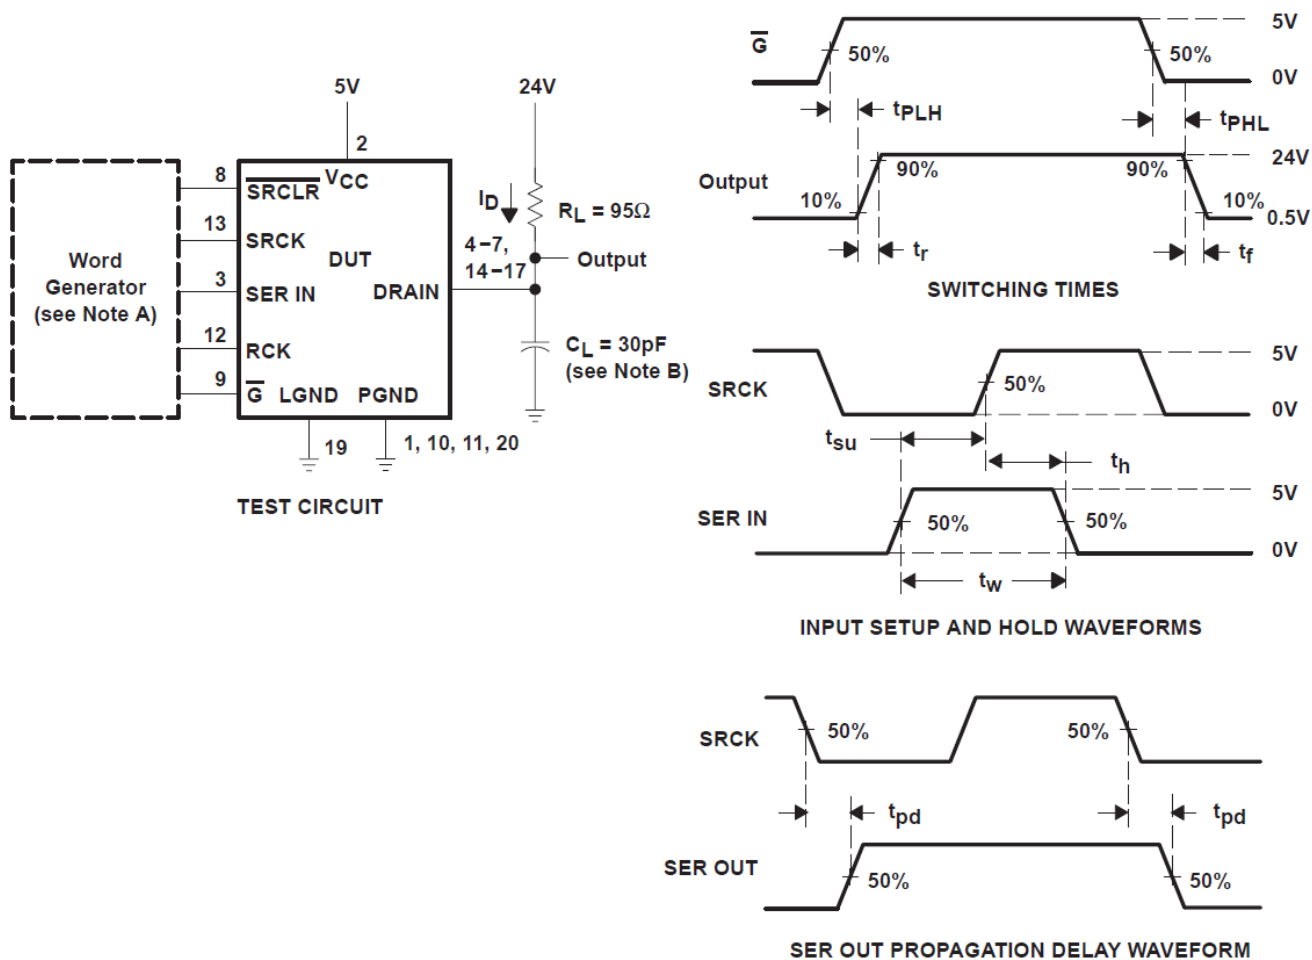 5V
24V
2
Word
Generator
(see Note A)
8
SRCLR
VCC
13
SRCK
3
SER IN
12
RCK
9
G
LGND
PGND
DUT
DRAIN
ID
RL = 95Ω
4−7,
14−17
Output
CL = 30pF
(see Note B)
19
1, 10, 11, 20
TEST CIRCUIT
G
50%
50%
5V
0V
tPLH
tPHL
Output
10%
90%
90%
10%
24V
0.5V
tr
tf
SWITCHING TIMES
SRCK
50%
5V
0V
tsu
th
SER IN
50%
50%
5V
0V
tw
INPUT SETUP AND HOLD WAVEFORMS
SRCK
50%
50%
tpd
tpd
SER OUT
50%
50%
SER OUT PROPAGATION DELAY WAVEFORM